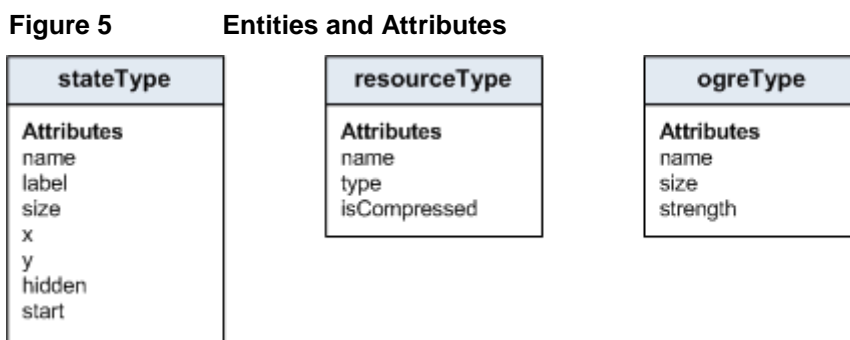 Figure 5 Entities and Attributes
stateType
Attributes
name
label
size
x
y
hidden
start
resourceType
Attributes
name
type
isCompressed
ogreType
Attributes
name
size
strength